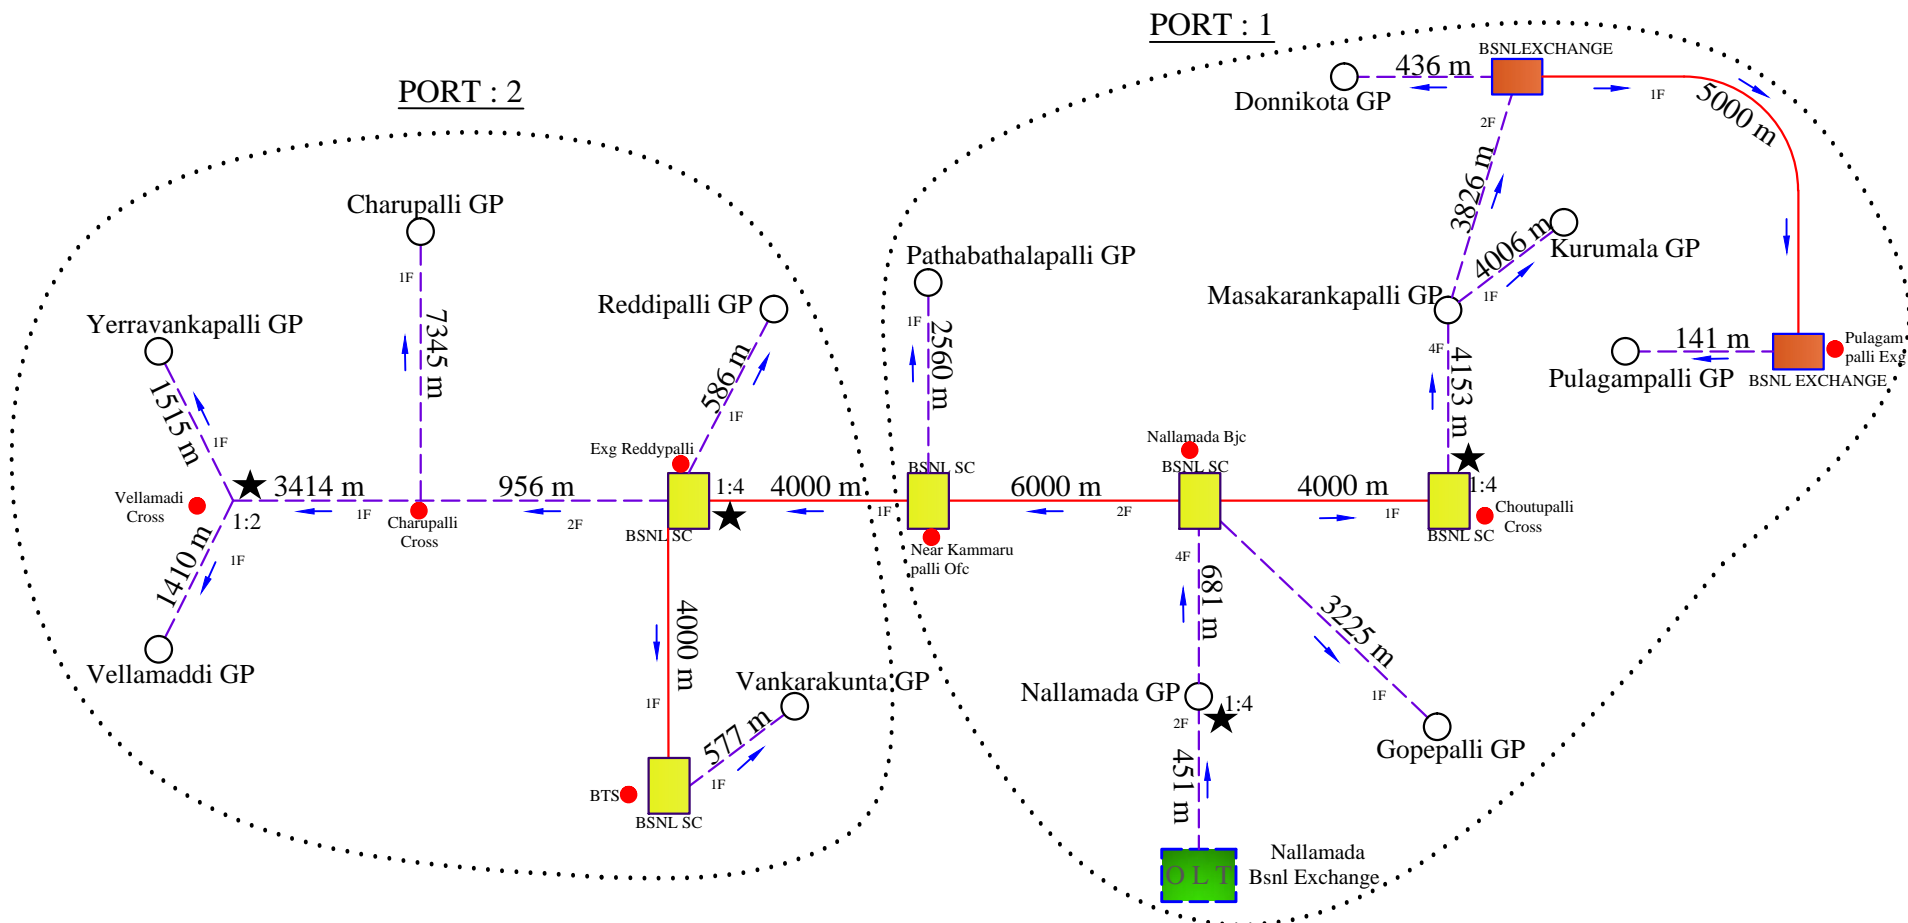 PORT : 1
PORT : 2
BSNLEXCHANGE
436 m
Donnikota GP
1F
5000 m
2F
3826 m
Charupalli GP
1F
7345 m
Pathabathalapalli GP
1F
2560 m
4006 m
1F
Kurumala GP
Masakarankapalli GP
4F
4153 m
Reddipalli GP
586 m
1F
Yerravankapalli GP
1515 m
1F
141 m
Pulagampalli GP
Pulagam
palli Exg
BSNL EXCHANGE
Exg Reddypalli
Nallamada Bjc
BSNL SC
BSNL SC
Vellamadi
Cross
1:2
3414 m
1F
Charupalli
Cross
956 m
2F
1:4
BSNL SC
4000 m
1F
Near Kammaru
palli Ofc
6000 m
2F
4000 m
1F
1:4
BSNL SC
Choutupalli
Cross
1410 m
1F
Vellamaddi GP
4000 m
1F
Vankarakunta GP
577 m
1F
BTS
BSNL SC
4F
681 m
3225 m
1F
Gopepalli GP
Nallamada GP
2F
1:4
451 m
O L T
Nallamada
Bsnl Exchange